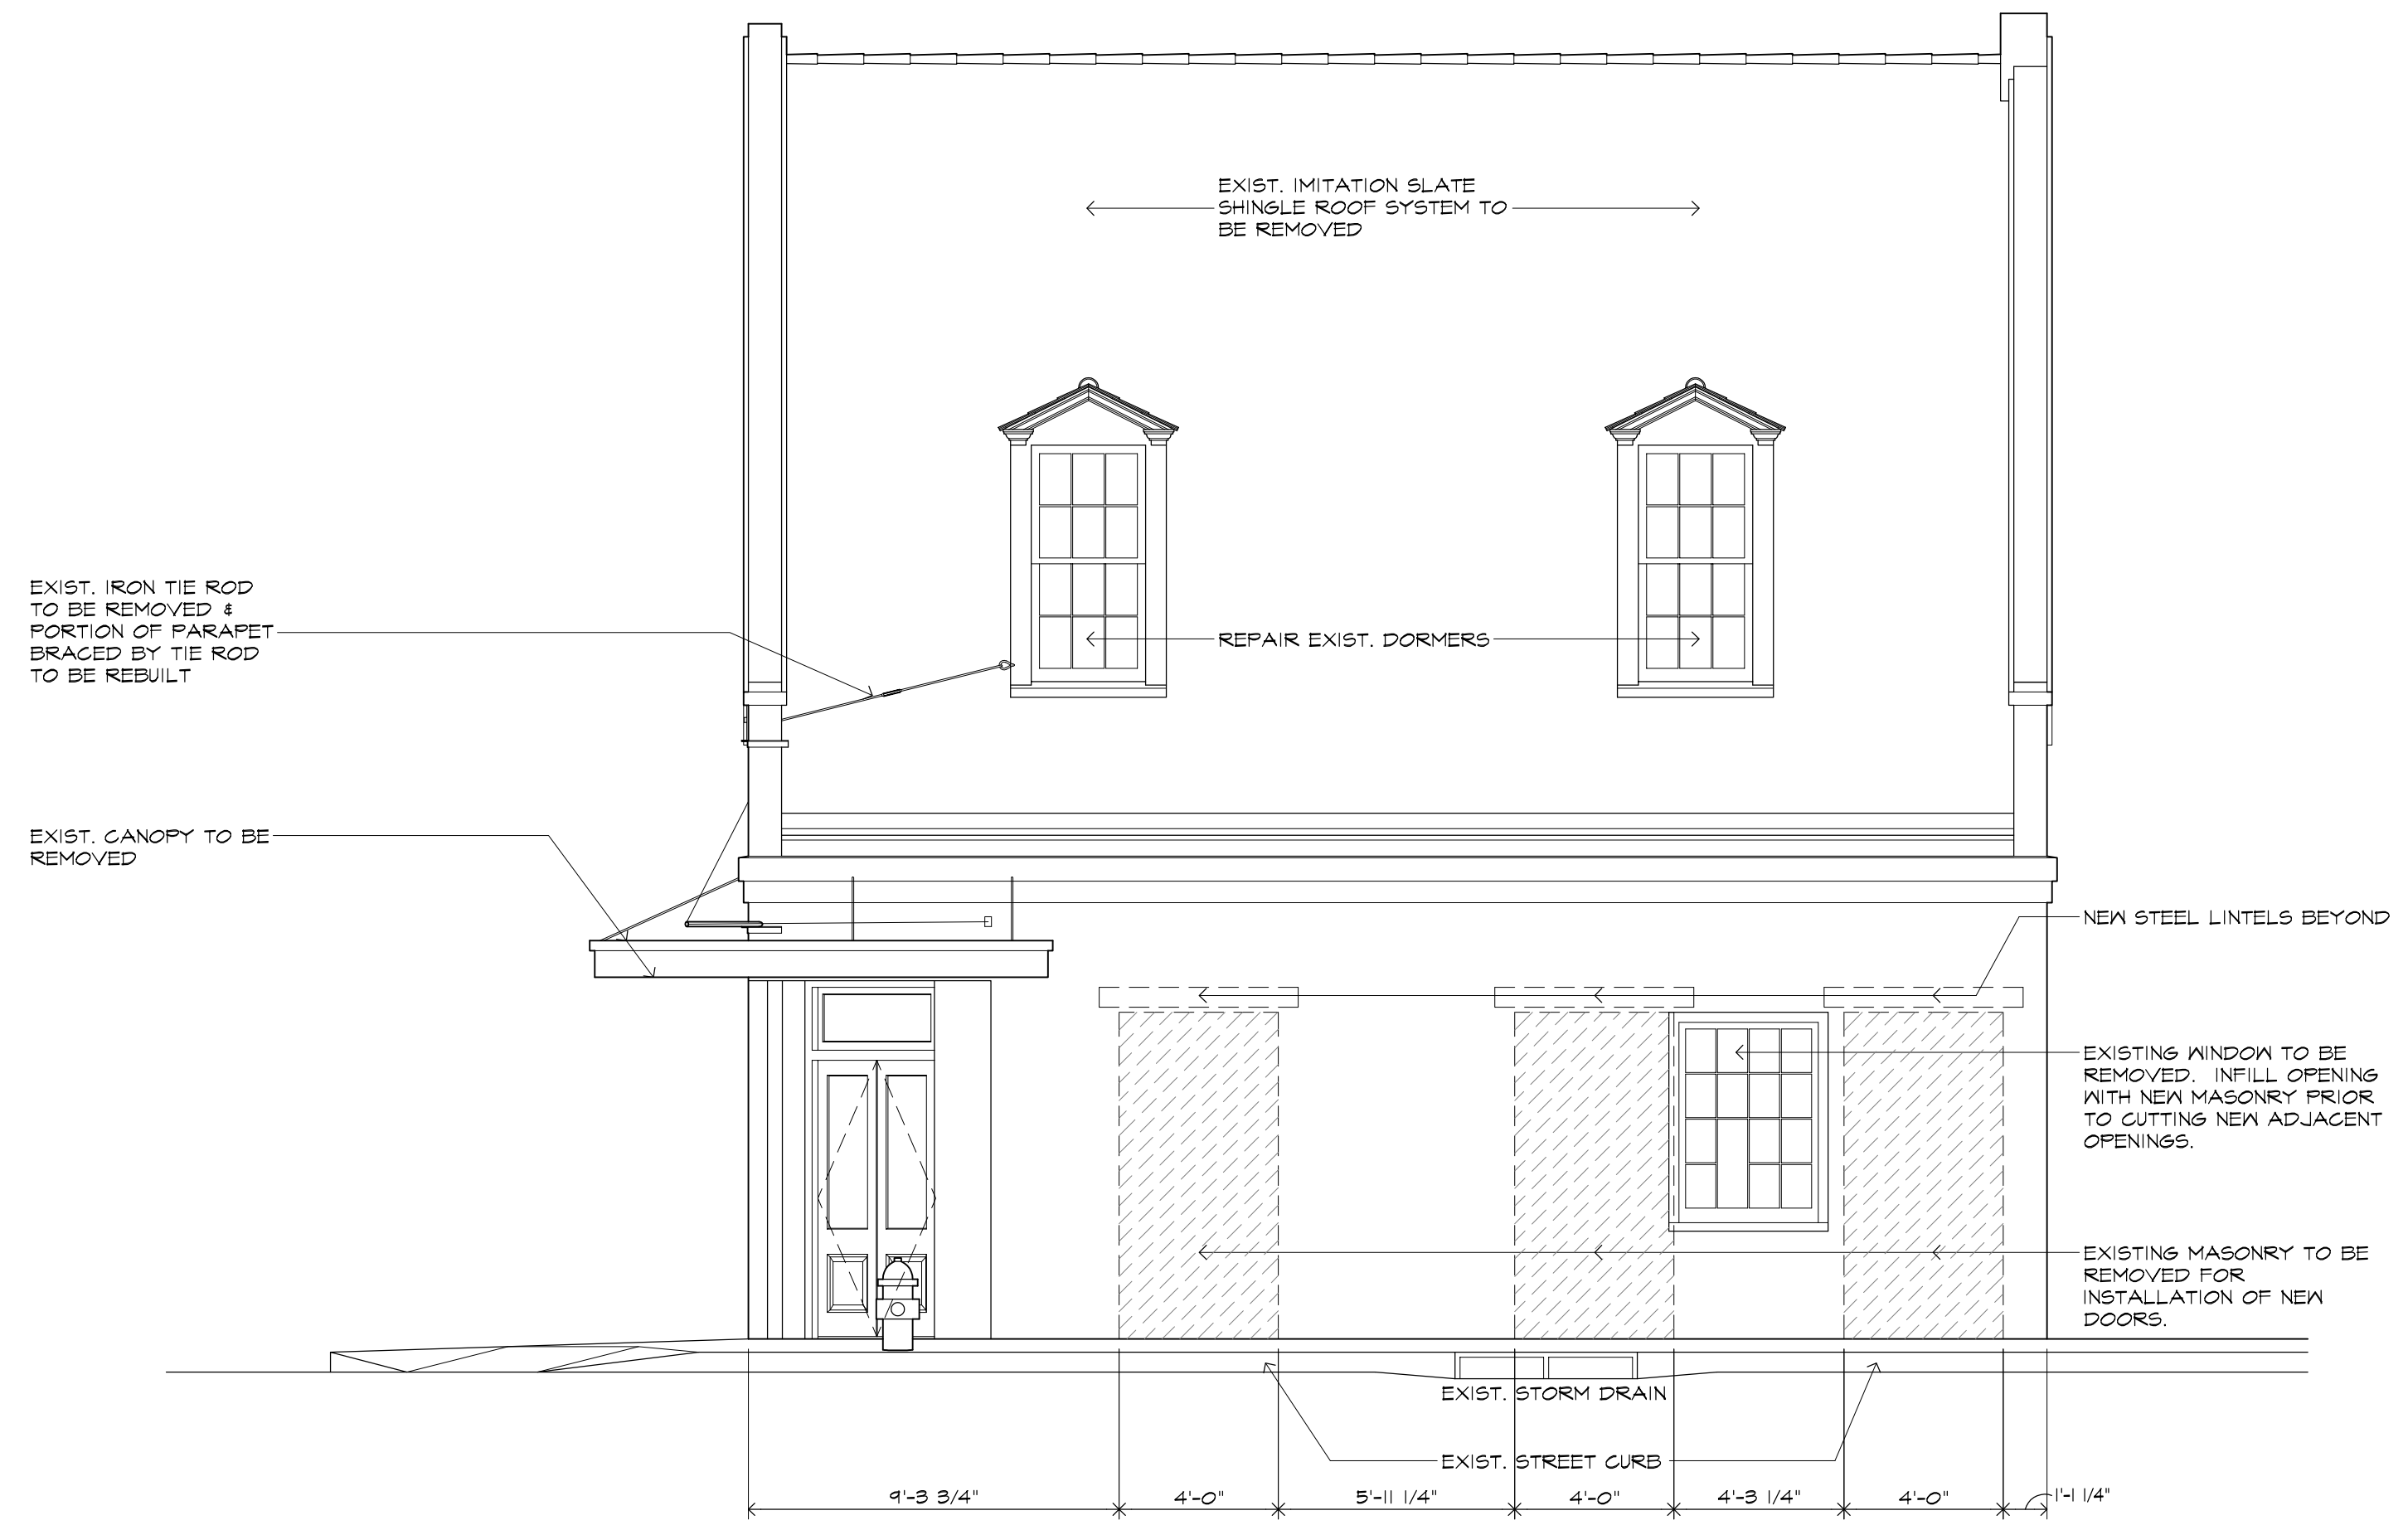 EXIST. IMITATION SLATE
SHINGLE ROOF SYSTEM TO
BE REMOVED
EXIST. IRON TIE ROD
TO BE REMOVED &
PORTION OF PARAPET
BRACED BY TIE ROD
TO BE REBUILT
REPAIR EXIST. DORMERS
EXIST. CANOPY TO BE
REMOVED
NEW STEEL LINTELS BEYOND
EXISTING WINDOW TO BE
REMOVED. INFILL OPENING
WITH NEW MASONRY PRIOR
TO CUTTING NEW ADJACENT
OPENINGS.
EXISTING MASONRY TO BE
REMOVED FOR
INSTALLATION OF NEW
DOORS.
EXIST. STORM DRAIN
EXIST. STREET CURB
9'-3 3/4" 4'-0" 5'-11 1/4" 4'-0" 4'-3 1/4" 4'-0" 1'-1 1/4"